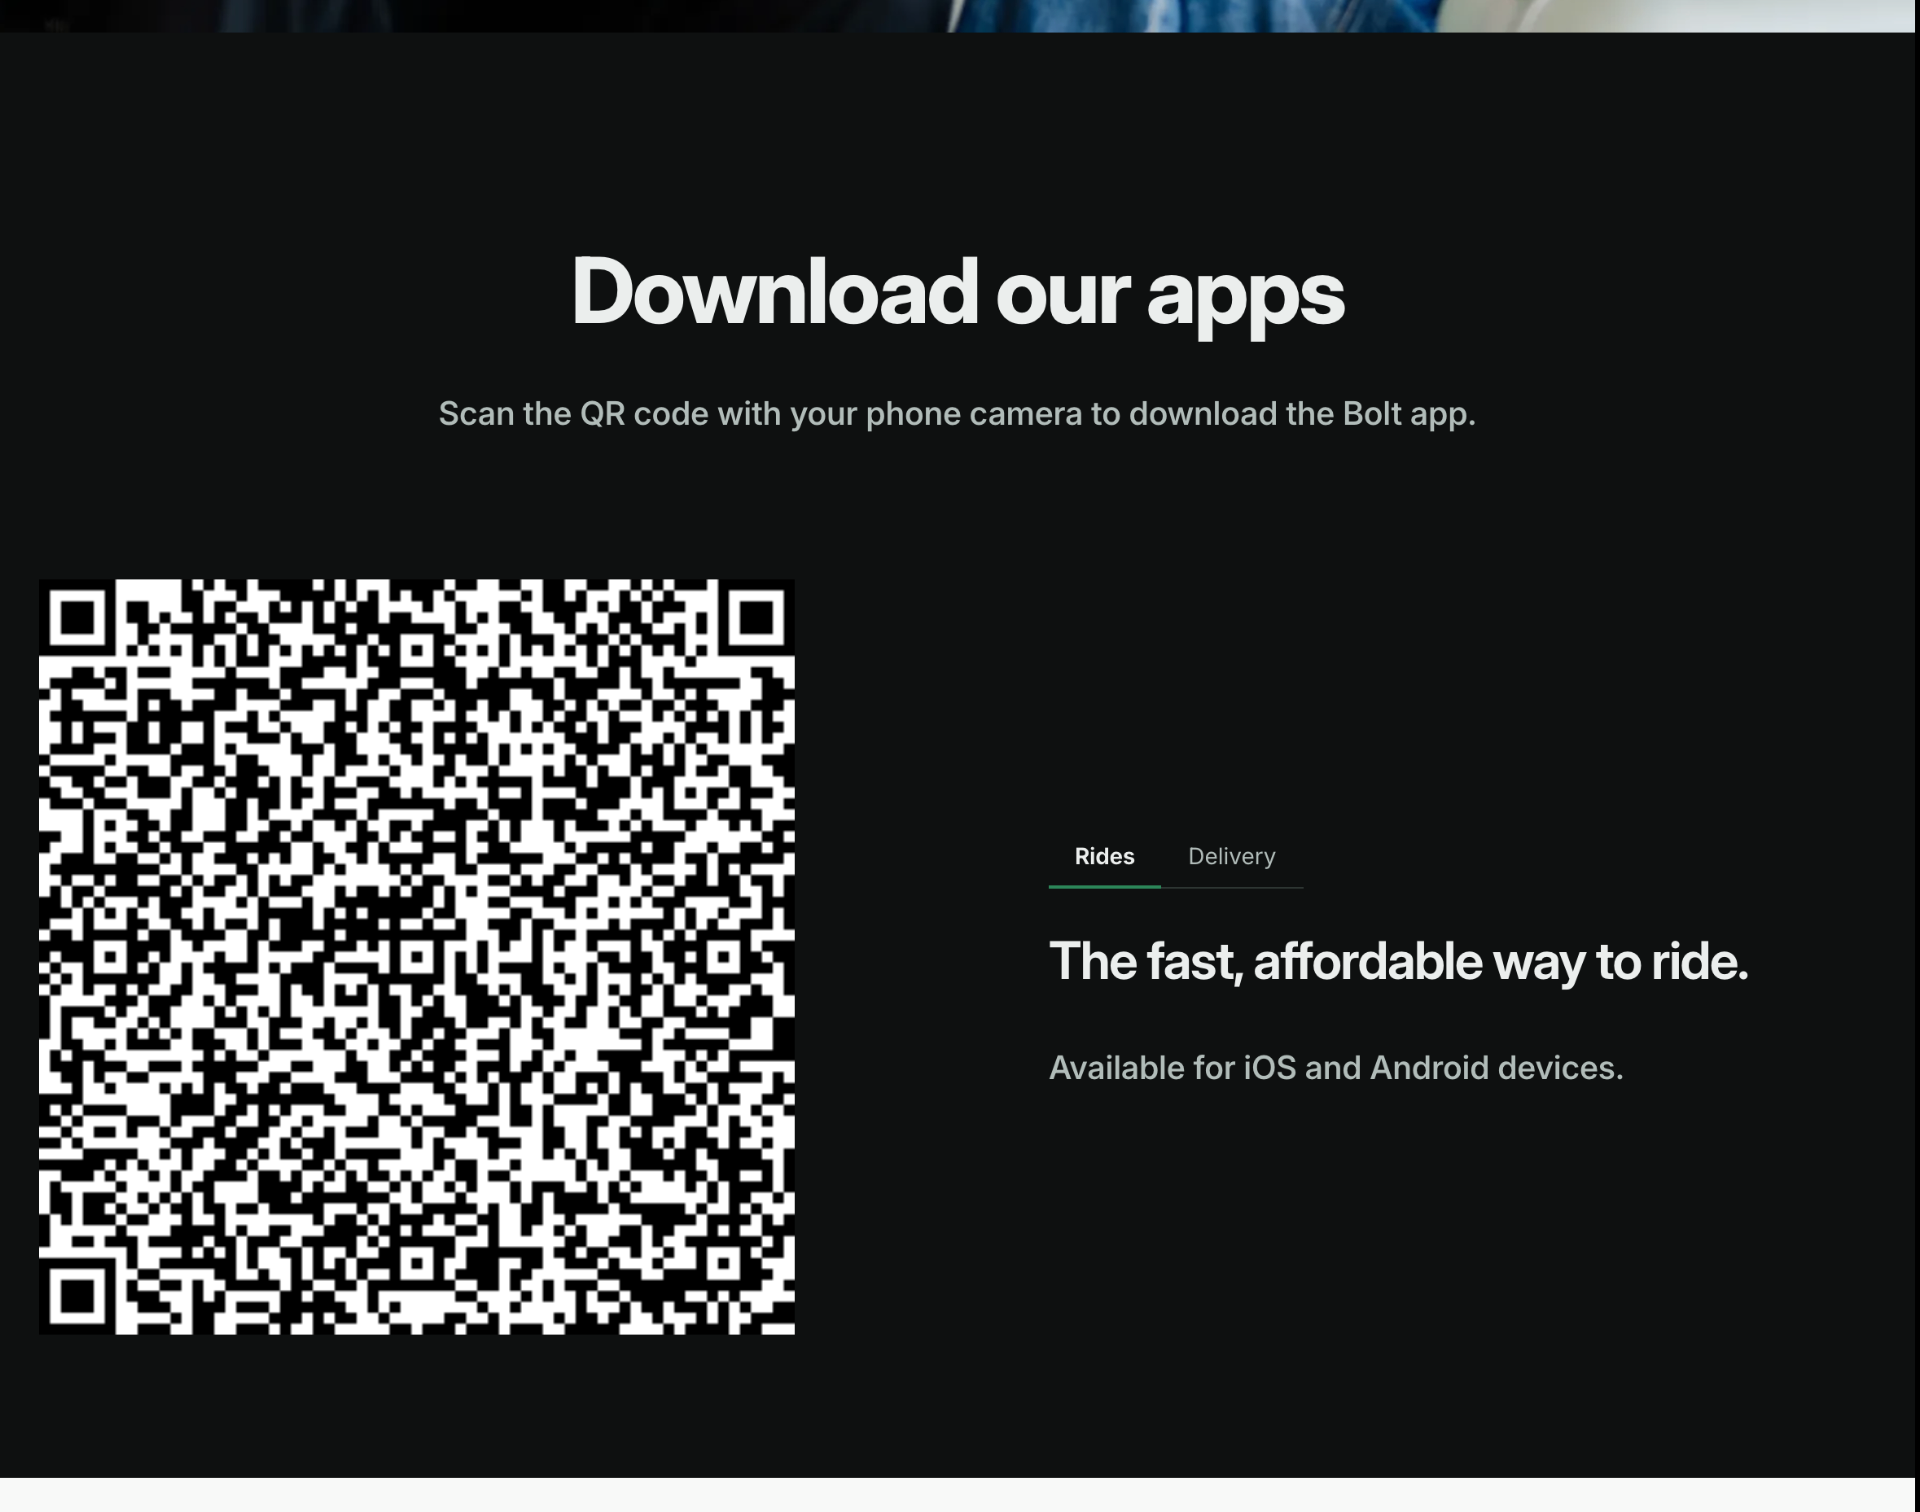 Download our apps
Scan the QR code with your phone camera to download the Bolt app.
Rides Delivery
The fast, affordable way to ride.
Available for iOS and Android devices.